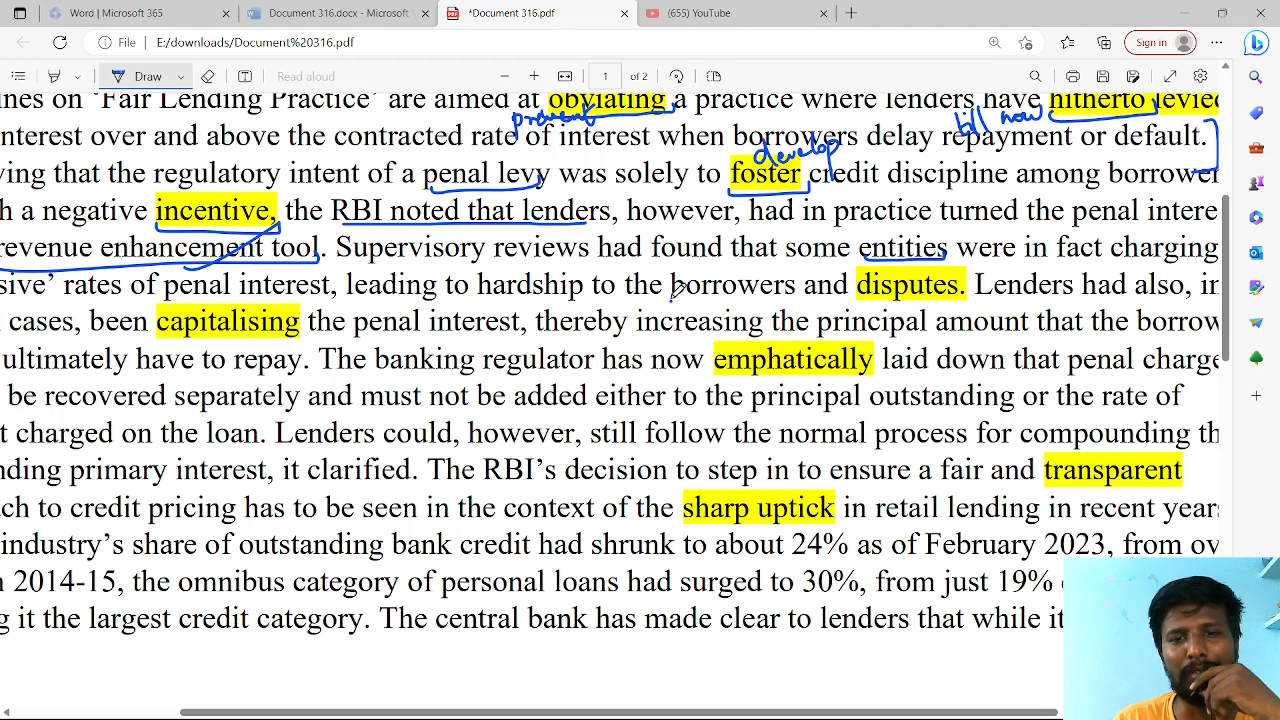 Word | Microsoft 365
Document 316.docx - Microsoft
*Document 316.pdf
(655) YouTube
File
E:/downloads/Document%20316.pdf
Sign in
Draw
Read aloud
1
of 2
ines on ‘Fair Lending Practice’ are aimed at obviating a practice where lenders have hitherto levied
prevent
till now
interest over and above the contracted rate of interest when borrowers delay repayment or default.
develop
ving that the regulatory intent of a penal levy was solely to foster credit discipline among borrower
h a negative incentive, the RBI noted that lenders, however, had in practice turned the penal intere
revenue enhancement tool. Supervisory reviews had found that some entities were in fact charging
sive’ rates of penal interest, leading to hardship to the borrowers and disputes. Lenders had also, in
cases, been capitalising the penal interest, thereby increasing the principal amount that the borrow
ultimately have to repay. The banking regulator has now emphatically laid down that penal charge
be recovered separately and must not be added either to the principal outstanding or the rate of
t charged on the loan. Lenders could, however, still follow the normal process for compounding th
nding primary interest, it clarified. The RBI’s decision to step in to ensure a fair and transparent
ach to credit pricing has to be seen in the context of the sharp uptick in retail lending in recent years
industry’s share of outstanding bank credit had shrunk to about 24% as of February 2023, from ov
n 2014-15, the omnibus category of personal loans had surged to 30%, from just 19%
g it the largest credit category. The central bank has made clear to lenders that while it